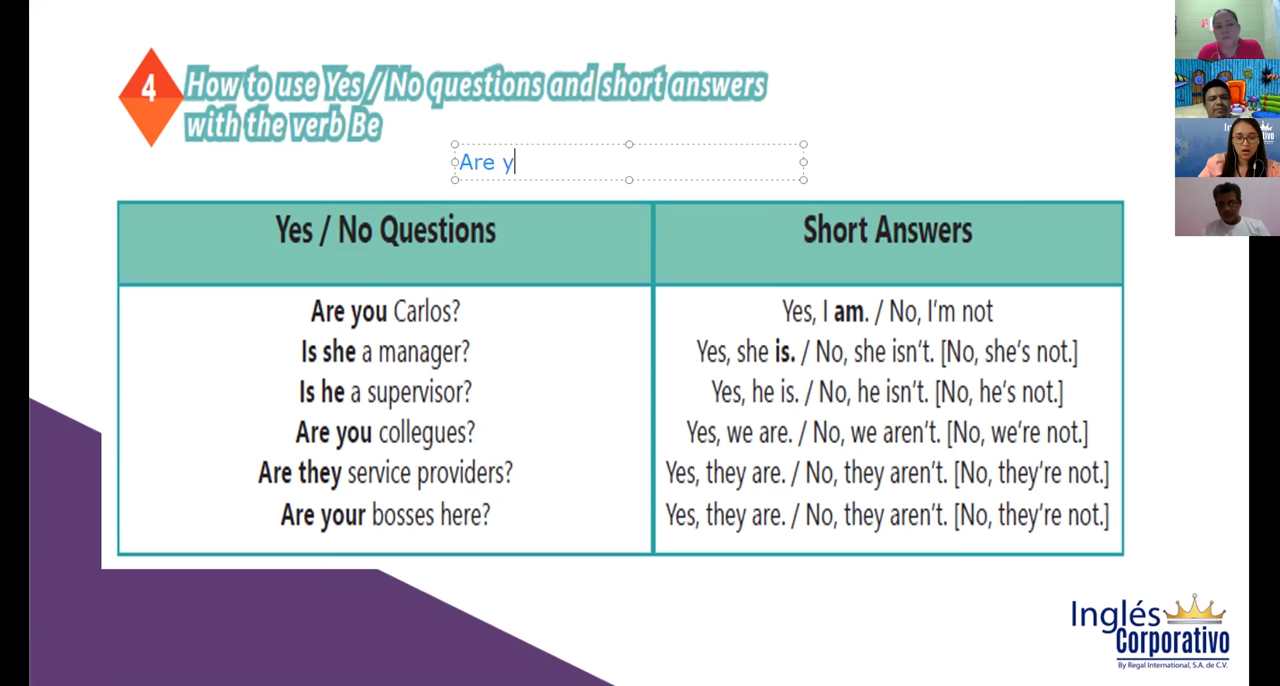 4
How to use Yes / No questions and short answers
with the verb Be
Are y
Yes / No Questions
Short Answers
Are you Carlos?
Yes, I am. / No, I'm not
Is she a manager?
Yes, she is. / No, she isn't. [No, she's not.]
Is he a supervisor?
Yes, he is. / No, he isn't. [No, he's not.]
Are you collegues?
Yes, we are. / No, we aren't. [No, we're not.]
Are they service providers?
Yes, they are. / No, they aren't. [No, they're not.]
Are your bosses here?
Yes, they are. / No, they aren't. [No, they're not.]
Inglés
Corporativo
By Regal International, S.A. de C.V.